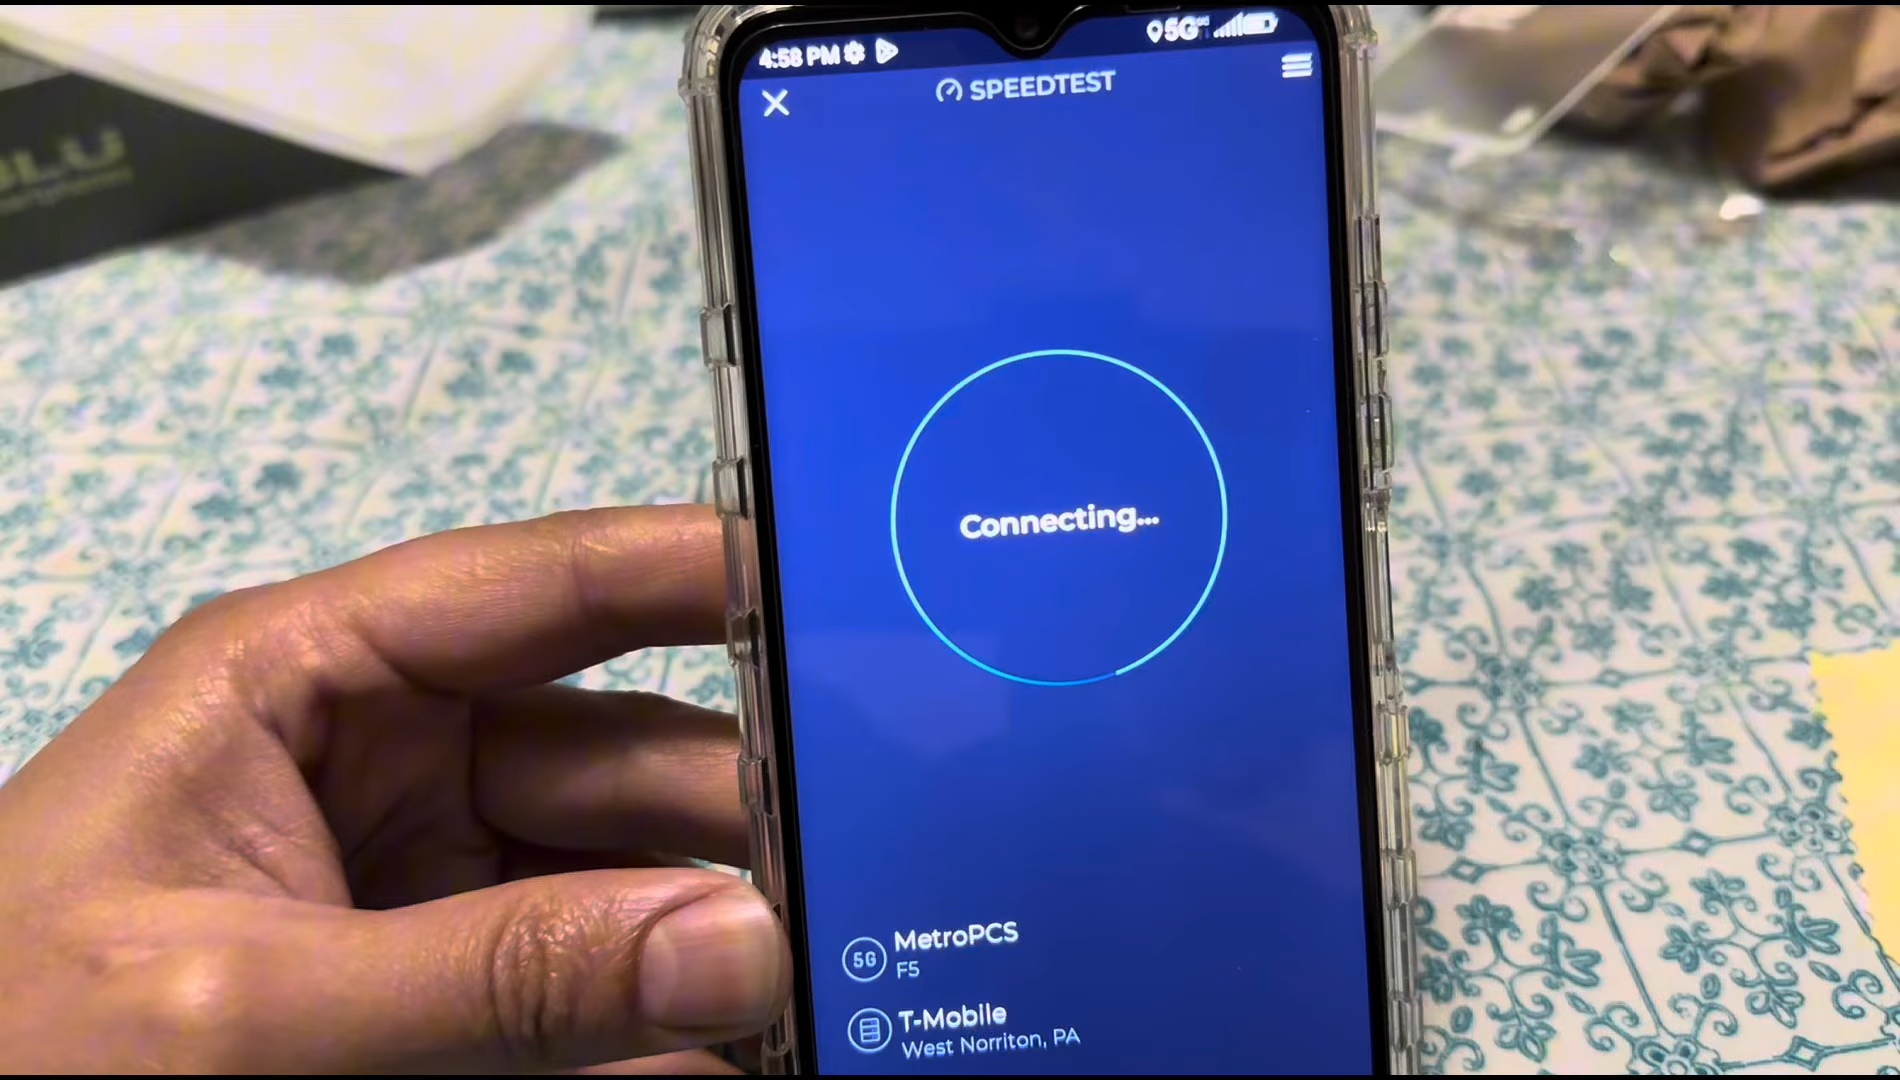 4:58 PM
5G
SPEEDTEST
Connecting...
5G
MetroPCS
F5
T-Mobile
West Norriton, PA